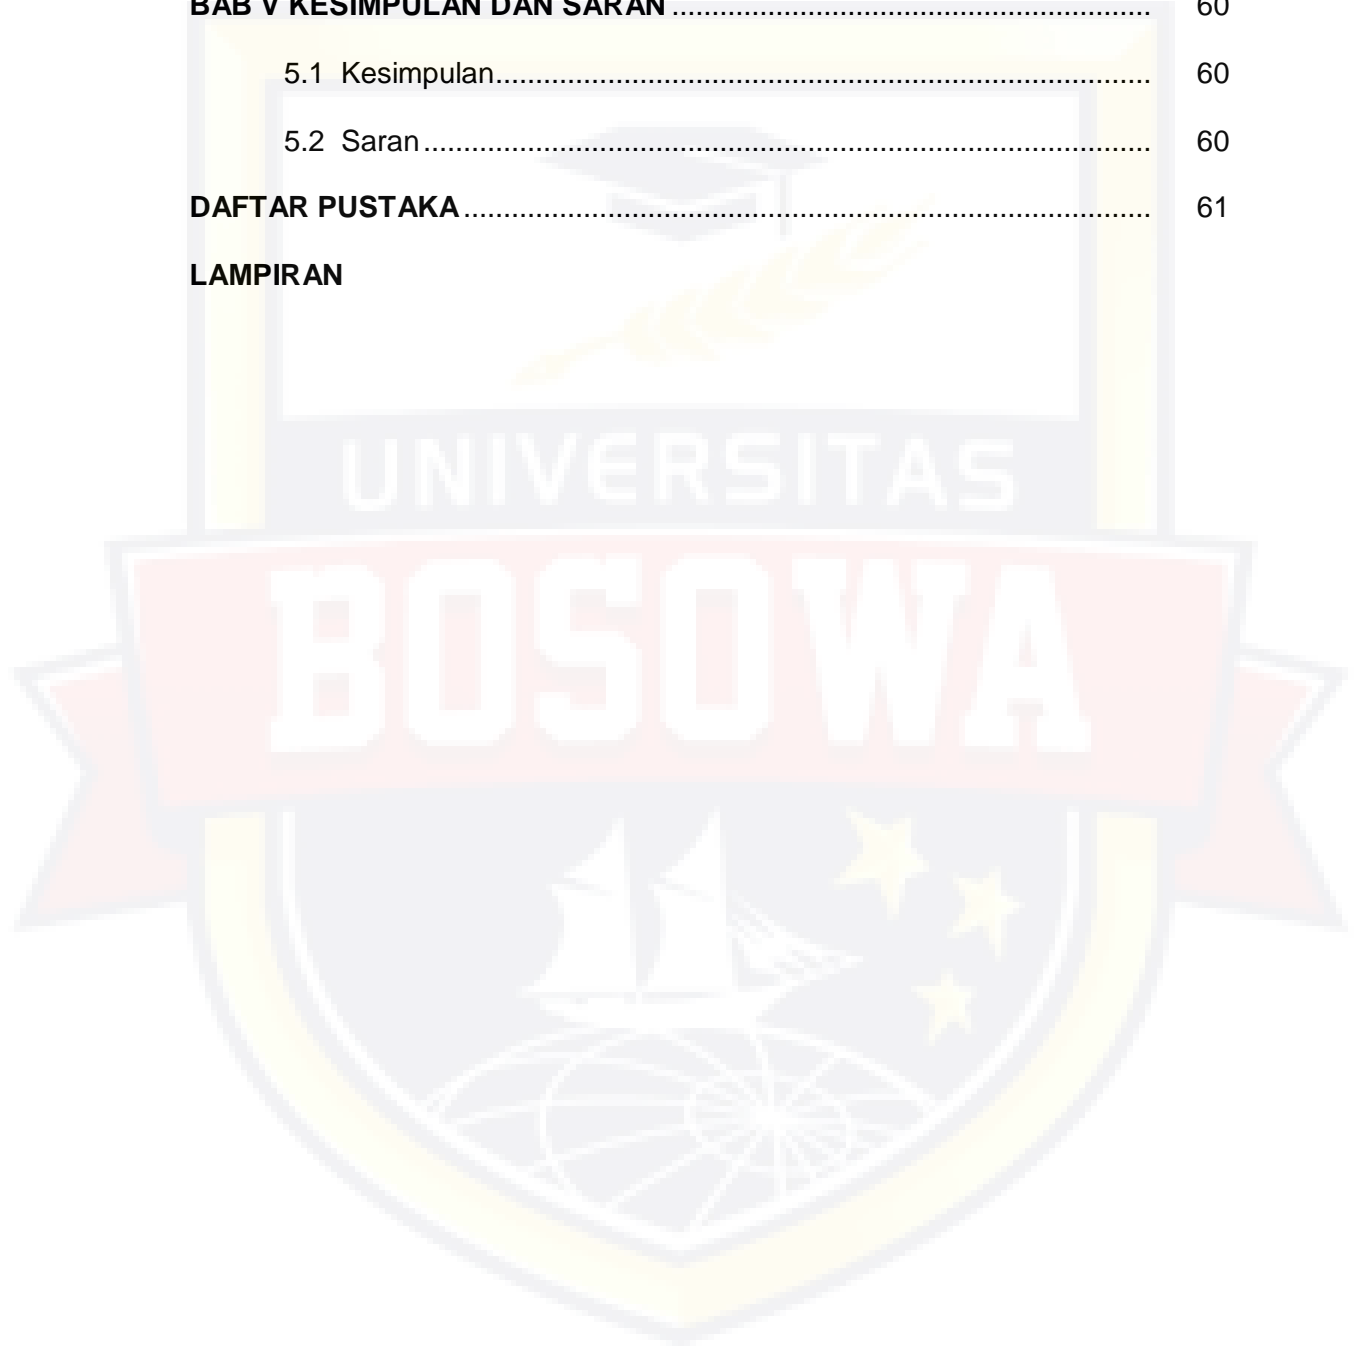 BAB V KESIMPULAN DAN SARAN ........................................................... 60
5.1 Kesimpulan................................................................................. 60
5.2 Saran .......................................................................................... 60
DAFTAR PUSTAKA ..................................................................................... 61
LAMPIRAN
UNIVERSITAS
BOSOWA